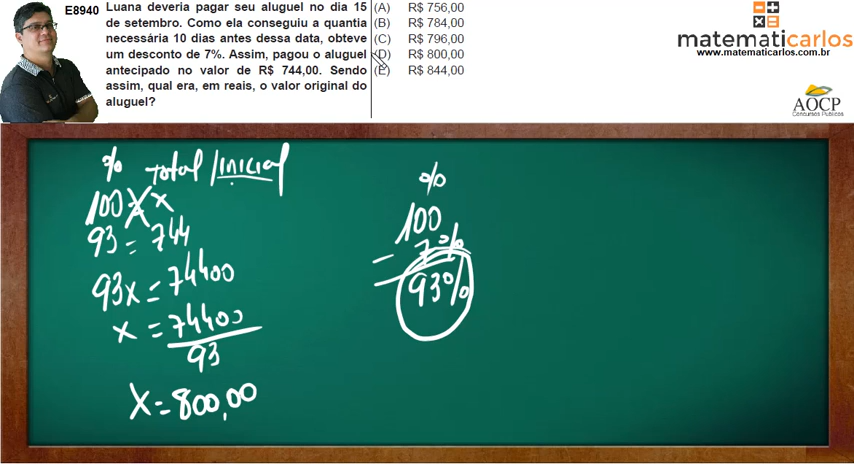 E8940
Luana deveria pagar seu aluguel no dia 15
de setembro. Como ela conseguiu a quantia
necessária 10 dias antes dessa data, obteve
um desconto de 7%. Assim, pagou o aluguel
antecipado no valor de R$ 744,00. Sendo
assim, qual era, em reais, o valor original do
aluguel?
(A) R$ 756,00
(B) R$ 784,00
(C) R$ 796,00
(D) R$ 800,00
(E) R$ 844,00
matematicarlos
www.matematicarlos.com.br
AOCP
Concursos Públicos
% Total/inicial
100 = x
93 = 744
93x = 74400
x = 74400
93
x = 800,00
%
100
- 7%
= 93%